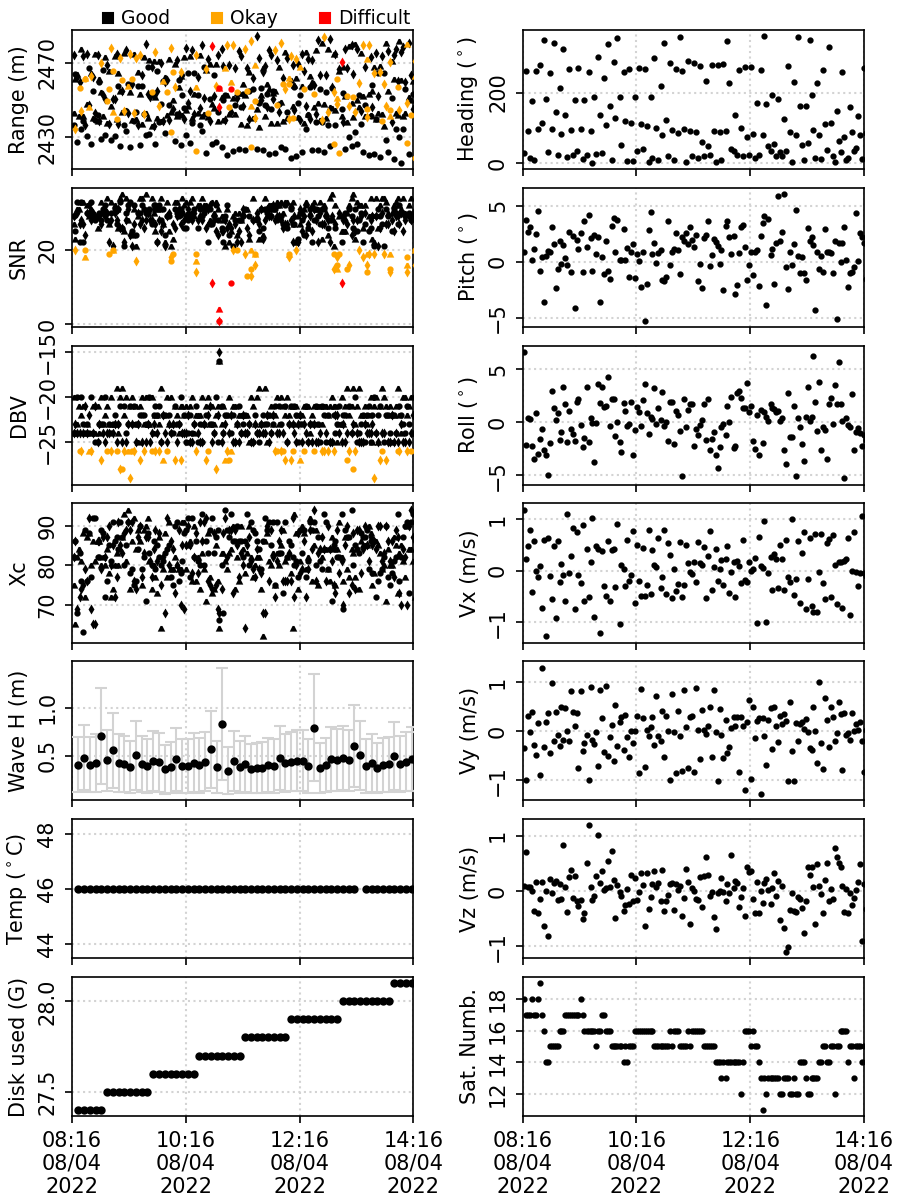 Good Okay Difficult
Range (m)
2470
2430
Heading (°)
200
0
SNR
20
0
Pitch (°)
5
0
−5
DBV
−15
−20
−25
Roll (°)
5
0
−5
Xc
90
80
70
Vx (m/s)
1
0
−1
Wave H (m)
1.0
0.5
Vy (m/s)
1
0
−1
Temp (°C)
48
46
44
Vz (m/s)
1
0
−1
Disk used (G)
28.0
27.5
Sat. Numb.
18
16
14
12
08:16 10:16 12:16 14:16 08:16 10:16 12:16 14:16
08/04 08/04 08/04 08/04 08/04 08/04 08/04 08/04
2022 2022 2022 2022 2022 2022 2022 2022